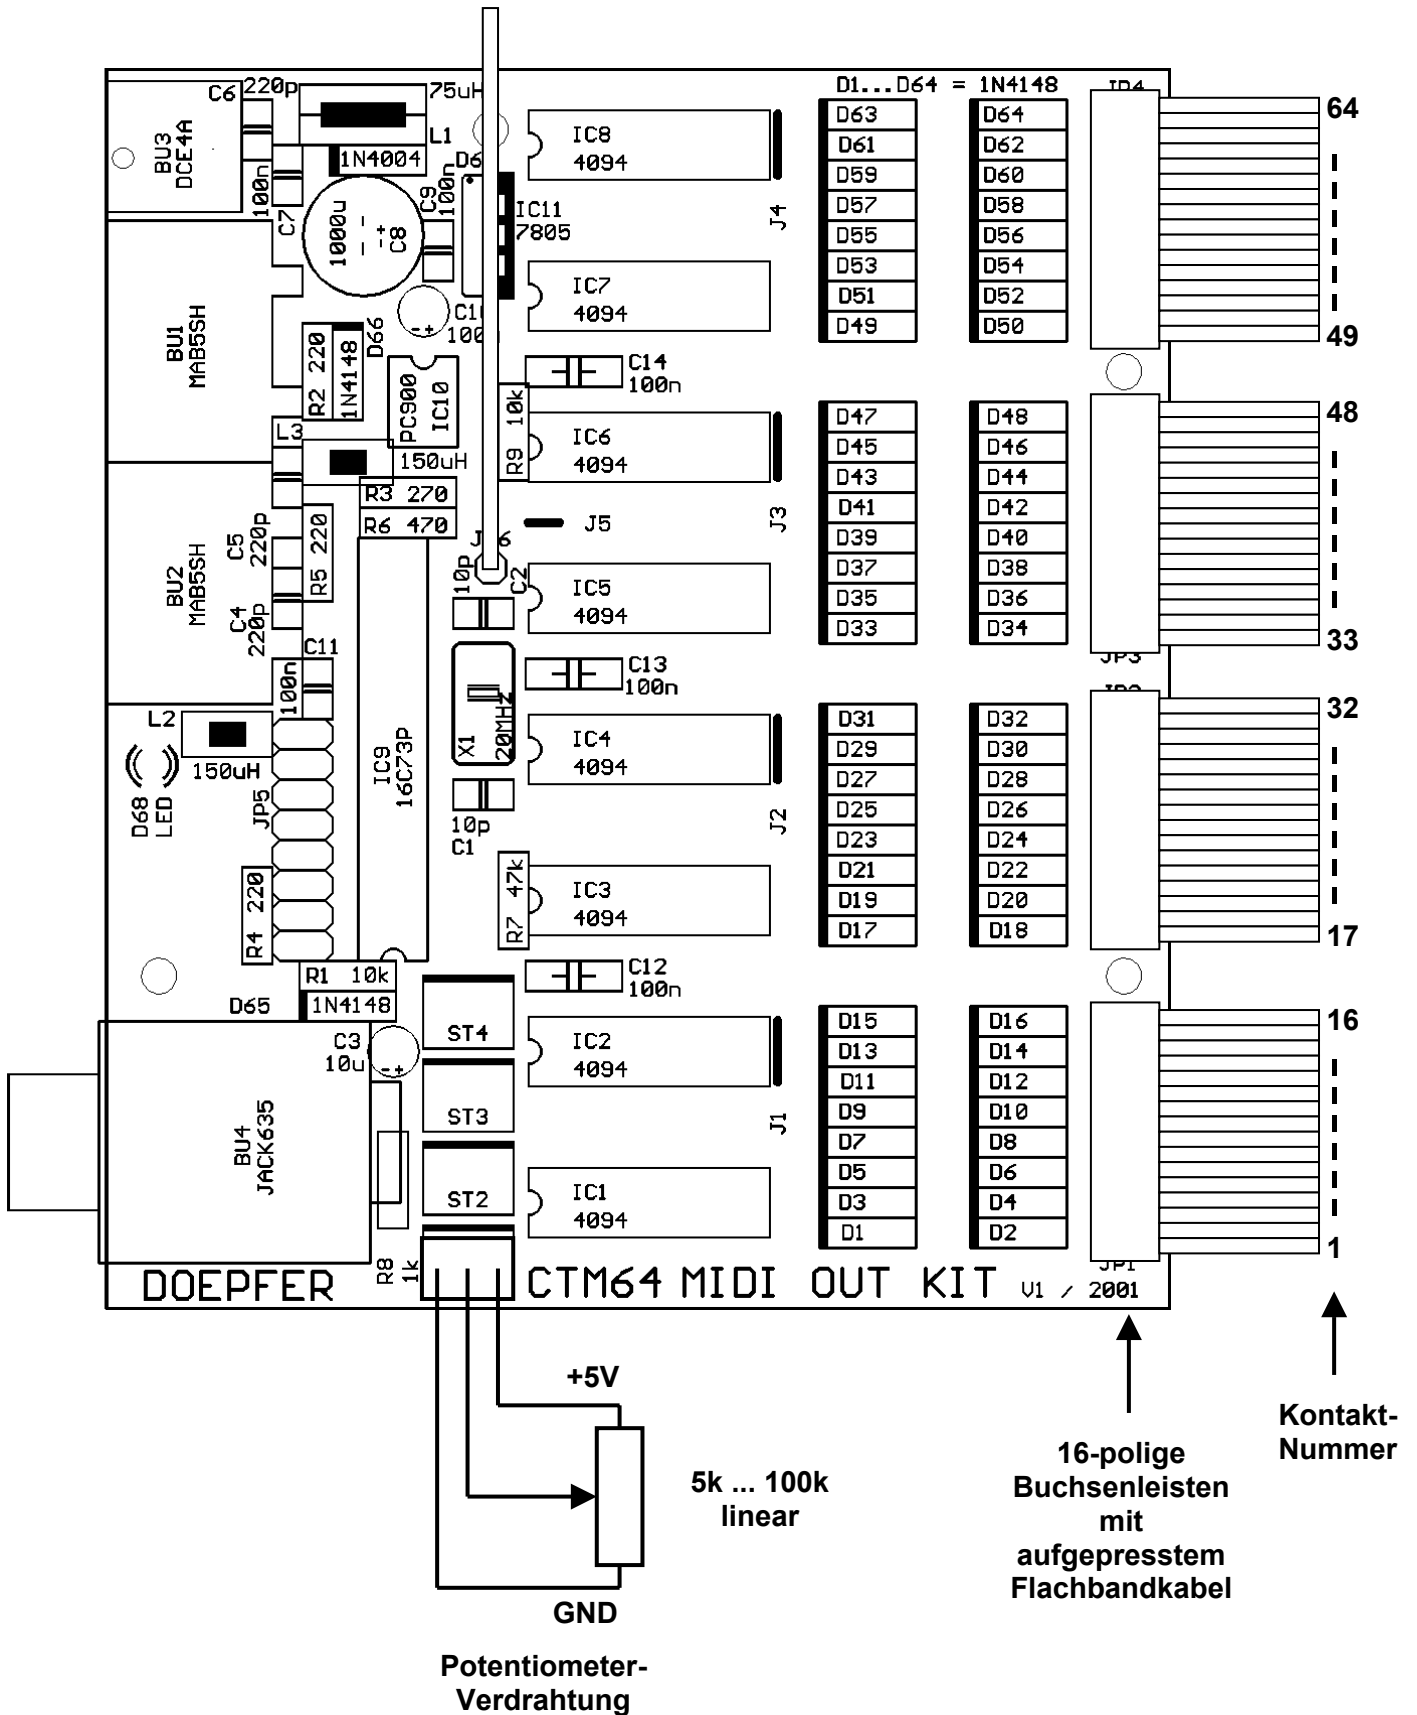 C6
220p
75uH
L1
BU3
DCE4A
100n
C7
1N4004
D6
C9
100n
1000u
C8
IC11
7805
100
BU1
MAB5SH
R2 220
1N4148
D66
PC900
IC10
L3
150uH
R3 270
R6 470
R9 10k
J5
C5
220p
R5 220
BU2
MAB5SH
C4
220p
C11
100n
10p
C2
L2
150uH
D68
LED
JP5
IC9
16C73P
X1
20MHZ
10p
C1
R7 47k
R4 220
R1 10k
D65
1N4148
C3
10u
BU4
JACK635
R8
1k
ST4
ST3
ST2
IC8
4094
IC7
4094
C14
100n
IC6
4094
IC5
4094
C13
100n
IC4
4094
IC3
4094
C12
100n
IC2
4094
IC1
4094
J4
J3
J2
J1
D1...D64 = 1N4148
D63 D64
D61 D62
D59 D60
D57 D58
D55 D56
D53 D54
D51 D52
D49 D50
D47 D48
D45 D46
D43 D44
D41 D42
D39 D40
D37 D38
D35 D36
D33 D34
D31 D32
D29 D30
D27 D28
D25 D26
D23 D24
D21 D22
D19 D20
D17 D18
D15 D16
D13 D14
D11 D12
D9 D10
D7 D8
D5 D6
D3 D4
D1 D2
JP3
JP1
64
49
48
33
32
17
16
1
DOEPFER
CTM64 MIDI OUT KIT V1 / 2001
+5V
5k ... 100k
linear
GND
Potentiometer-
Verdrahtung
16-polige
Buchsenleisten
mit
aufgepresstem
Flachbandkabel
Kontakt-
Nummer